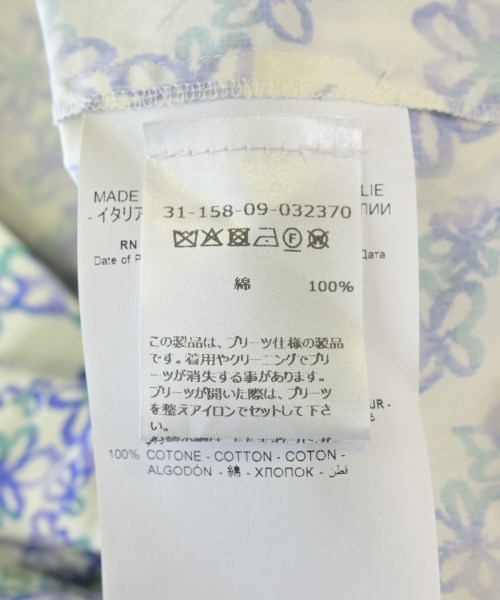 MADE
LIE
- イタリア
ЛИИ
31-158-09-032370
RN
Date of P
Дата
綿 100%
この製品は、プリーツ仕様の製品
です。着用やクリーニングでプリ
ーツが消失する事があります。
プリーツが開いた際は、プリーツ
を整えアイロンでセットして下さ
い。
UR -
100% COTONE - COTTON - COTON -
ALGODÓN - 綿 - ХЛОПОК - قطن